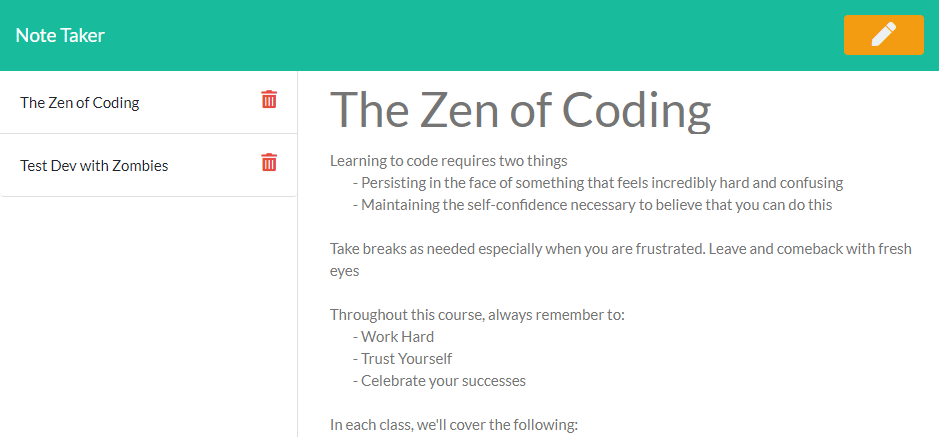 Note Taker
The Zen of Coding
Test Dev with Zombies
The Zen of Coding
Learning to code requires two things
- Persisting in the face of something that feels incredibly hard and confusing
- Maintaining the self-confidence necessary to believe that you can do this
Take breaks as needed especially when you are frustrated. Leave and comeback with fresh
eyes
Throughout this course, always remember to:
- Work Hard
- Trust Yourself
- Celebrate your successes
In each class, we'll cover the following: